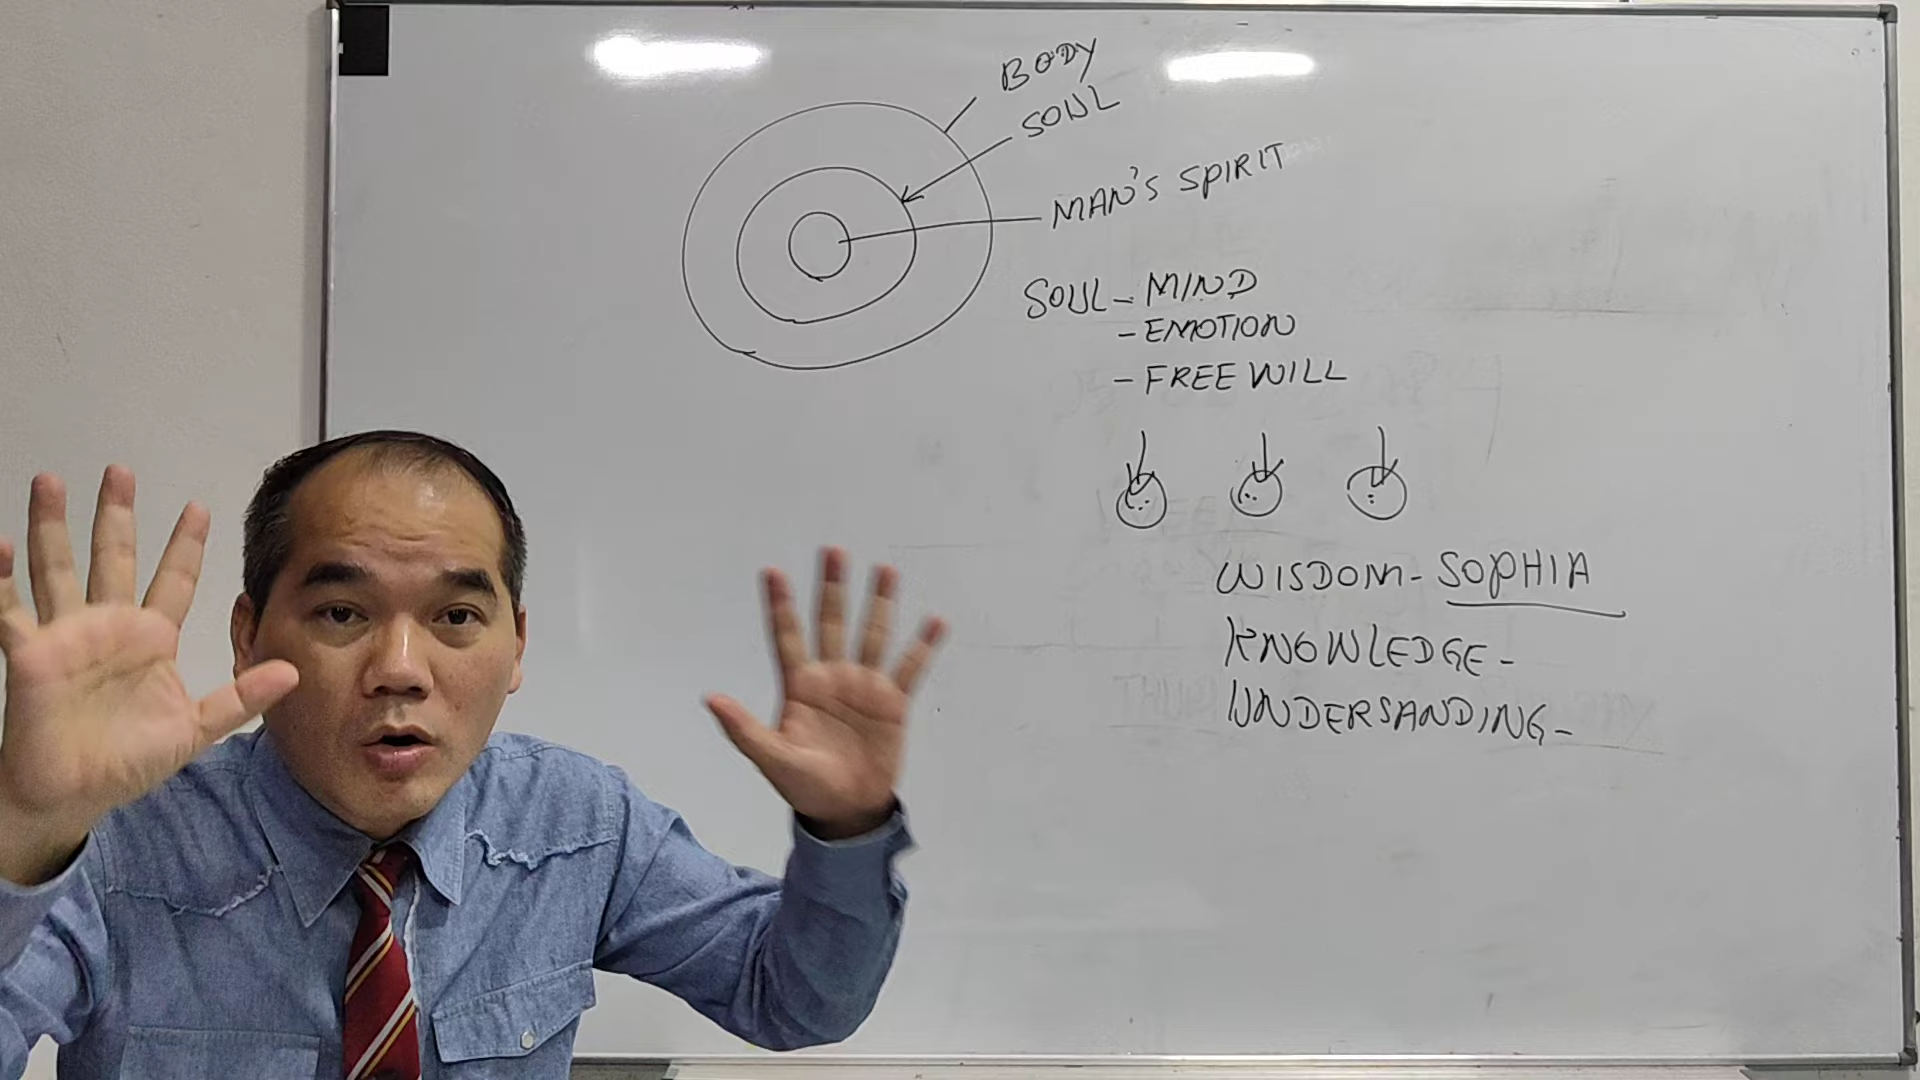 BODY
SOUL
MAN'S SPIRIT
SOUL - MIND
- EMOTION
- FREE WILL
WISDOM - SOPHIA
KNOWLEDGE -
UNDERSANDING -